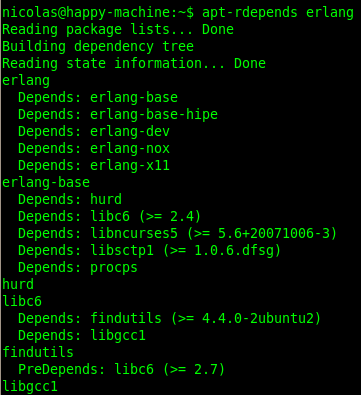 nicolas@happy-machine:~$ apt-rdepends erlang
Reading package lists... Done
Building dependency tree
Reading state information... Done
erlang
  Depends: erlang-base
  Depends: erlang-base-hipe
  Depends: erlang-dev
  Depends: erlang-nox
  Depends: erlang-x11
erlang-base
  Depends: hurd
  Depends: libc6 (>= 2.4)
  Depends: libncurses5 (>= 5.6+20071006-3)
  Depends: libsctp1 (>= 1.0.6.dfsg)
  Depends: procps
hurd
libc6
  Depends: findutils (>= 4.4.0-2ubuntu2)
  Depends: libgcc1
findutils
  PreDepends: libc6 (>= 2.7)
libgcc1